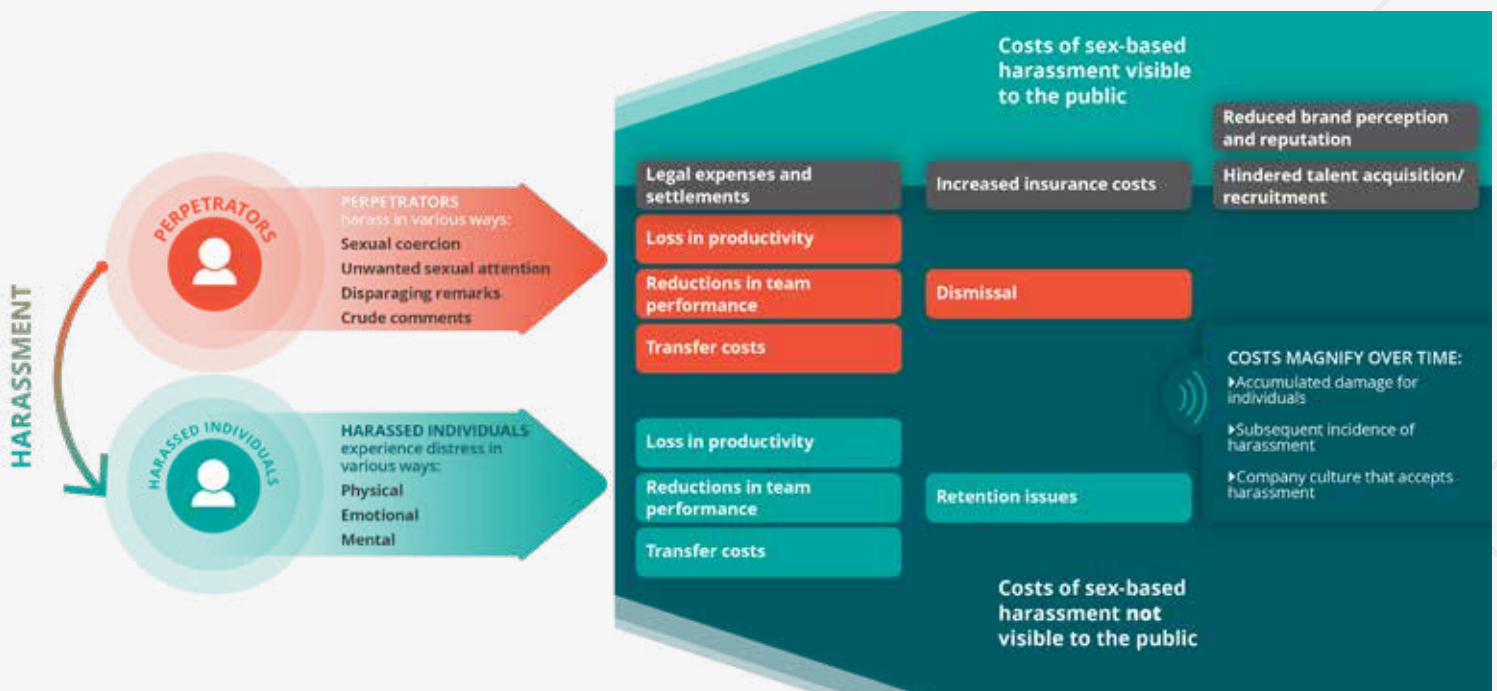 HARASSMENT
PERPETRATORS
PERPETRATORS
harass in various ways:
Sexual coercion
Unwanted sexual attention
Disparaging remarks
Crude comments
HARASSED INDIVIDUALS
HARASSED INDIVIDUALS
experience distress in
various ways:
Physical
Emotional
Mental
Costs of sex-based
harassment visible
to the public
Legal expenses and
settlements
Increased insurance costs
Reduced brand perception
and reputation
Hindered talent acquisition/
recruitment
Loss in productivity
Reductions in team
performance
Transfer costs
Dismissal
Loss in productivity
Reductions in team
performance
Transfer costs
Retention issues
COSTS MAGNIFY OVER TIME:
▸Accumulated damage for
individuals
▸Subsequent incidence of
harassment
▸Company culture that accepts
harassment
Costs of sex-based
harassment not
visible to the public